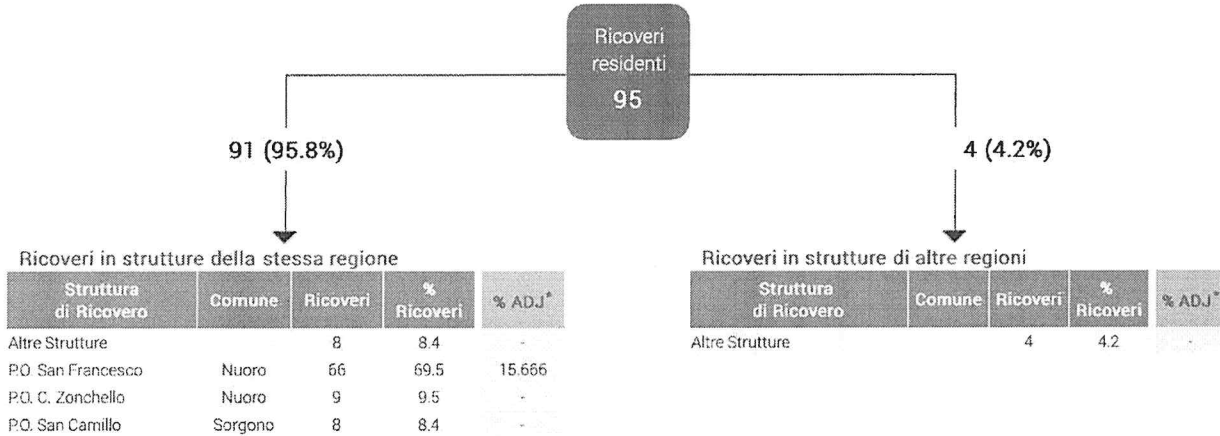 Ricoveri
residenti
95
91 (95.8%)
4 (4.2%)
Ricoveri in strutture della stessa regione
Struttura di Ricovero Comune Ricoveri % Ricoveri % ADJ*
Altre Strutture 8 8.4 -
P.O. San Francesco Nuoro 66 69.5 15.666
P.O. C. Zonchello Nuoro 9 9.5 -
P.O. San Camillo Sorgono 8 8.4 -
Ricoveri in strutture di altre regioni
Struttura di Ricovero Comune Ricoveri % Ricoveri % ADJ*
Altre Strutture 4 4.2 -